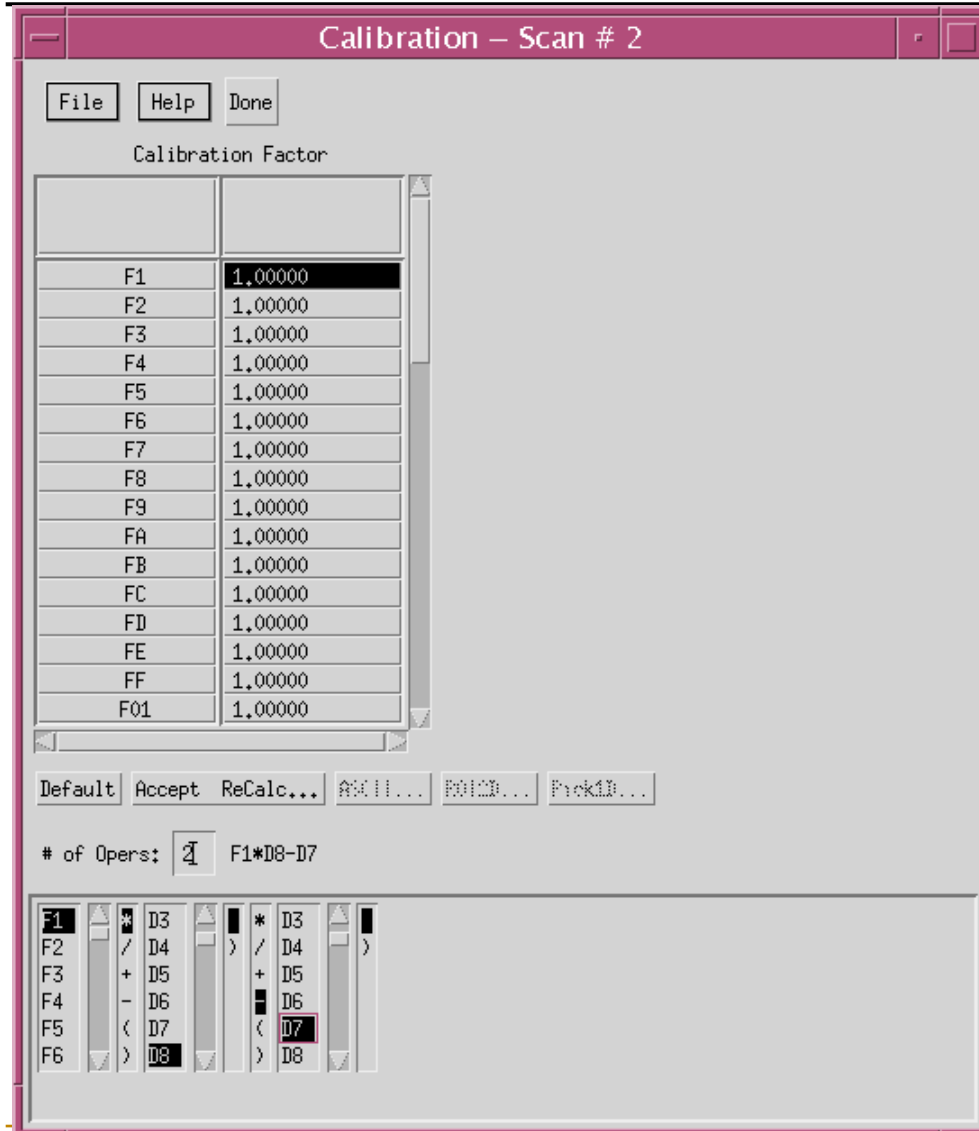 Calibration – Scan # 2
File Help Done
Calibration Factor
F1 1.00000
F2 1.00000
F3 1.00000
F4 1.00000
F5 1.00000
F6 1.00000
F7 1.00000
F8 1.00000
F9 1.00000
FA 1.00000
FB 1.00000
FC 1.00000
FD 1.00000
FE 1.00000
FF 1.00000
F01 1.00000
Default Accept ReCalc... ASCII... ROI2D... Pick1D...
# of Opers: 2 F1*D8-D7
F1 * D3 * D3
F2 / D4 ) / D4 )
F3 + D5 + D5
F4 - D6 - D6
F5 ( D7 ( D7
F6 ) D8 ) D8